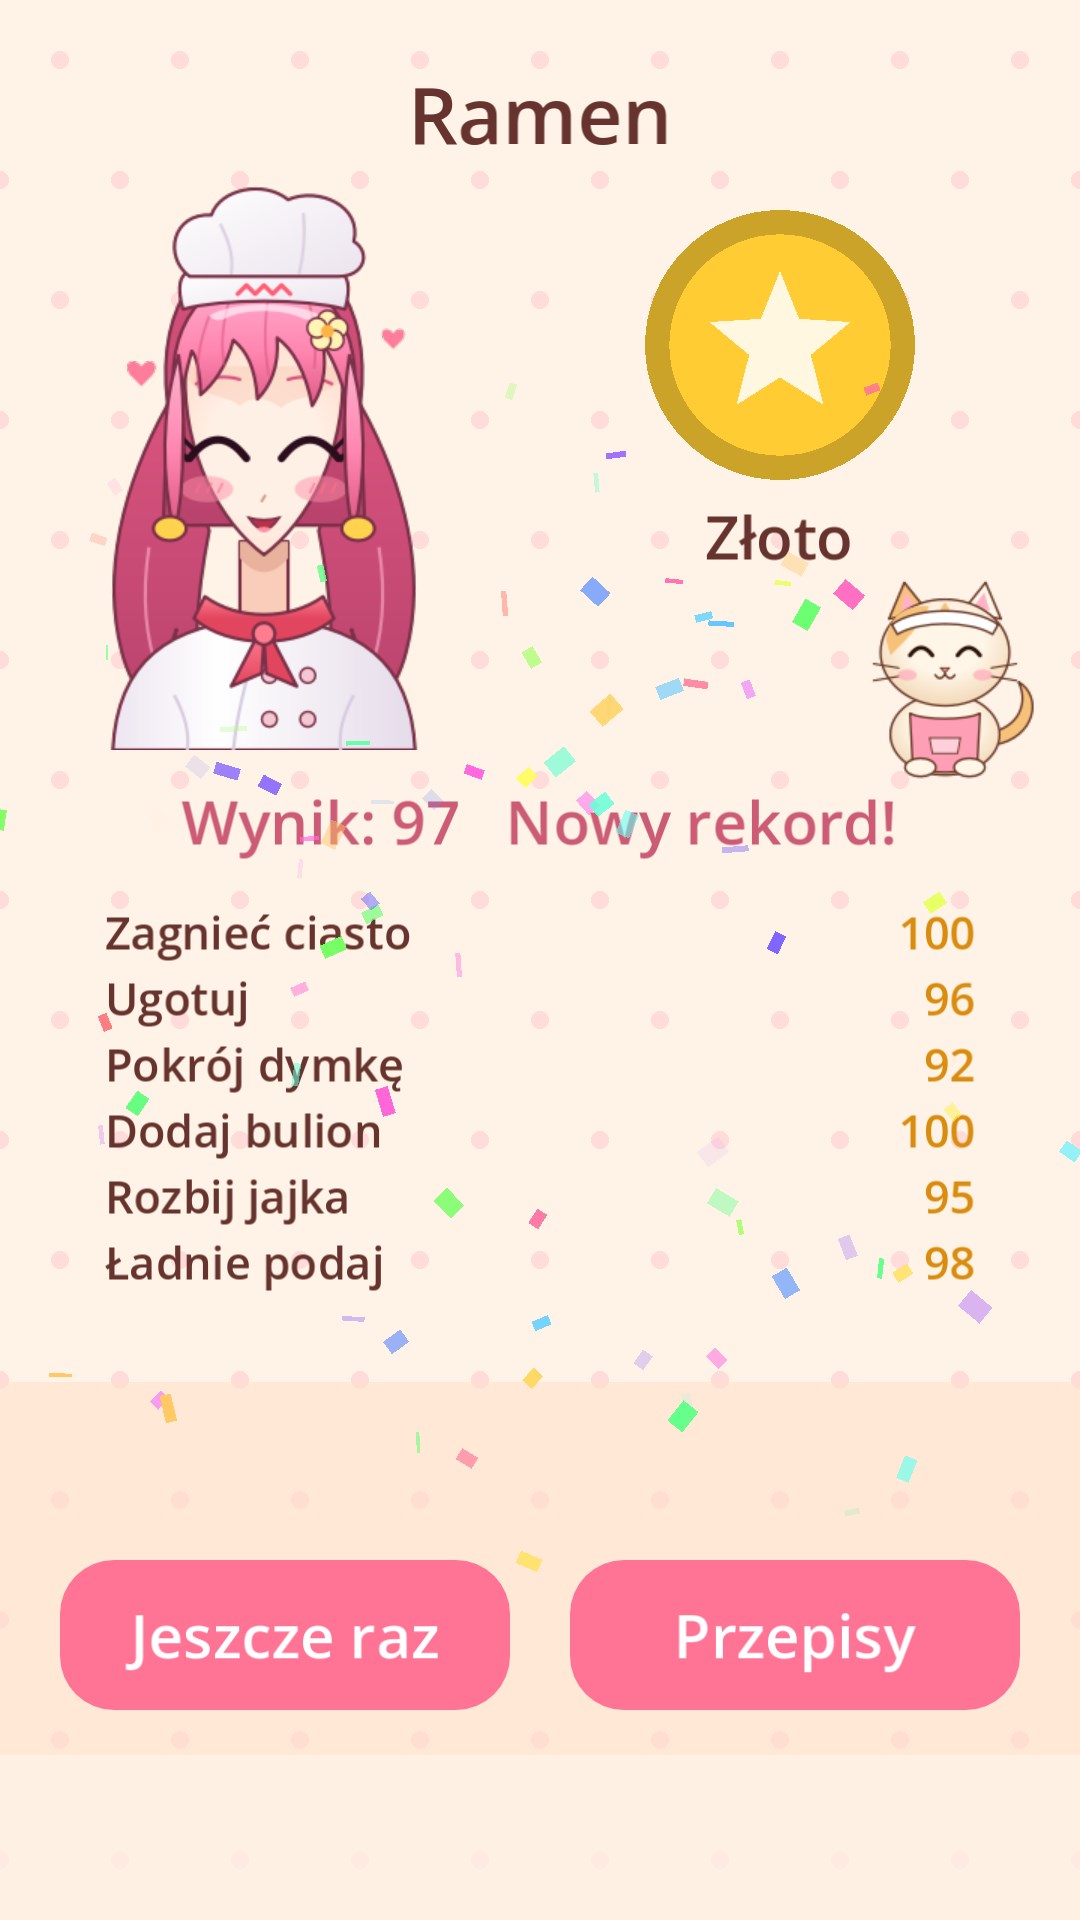 Ramen
Złoto
Wynik: 97 Nowy rekord!
Zagnieć ciasto 100
Ugotuj 96
Pokrój dymkę 92
Dodaj bulion 100
Rozbij jajka 95
Ładnie podaj 98
Jeszcze raz Przepisy